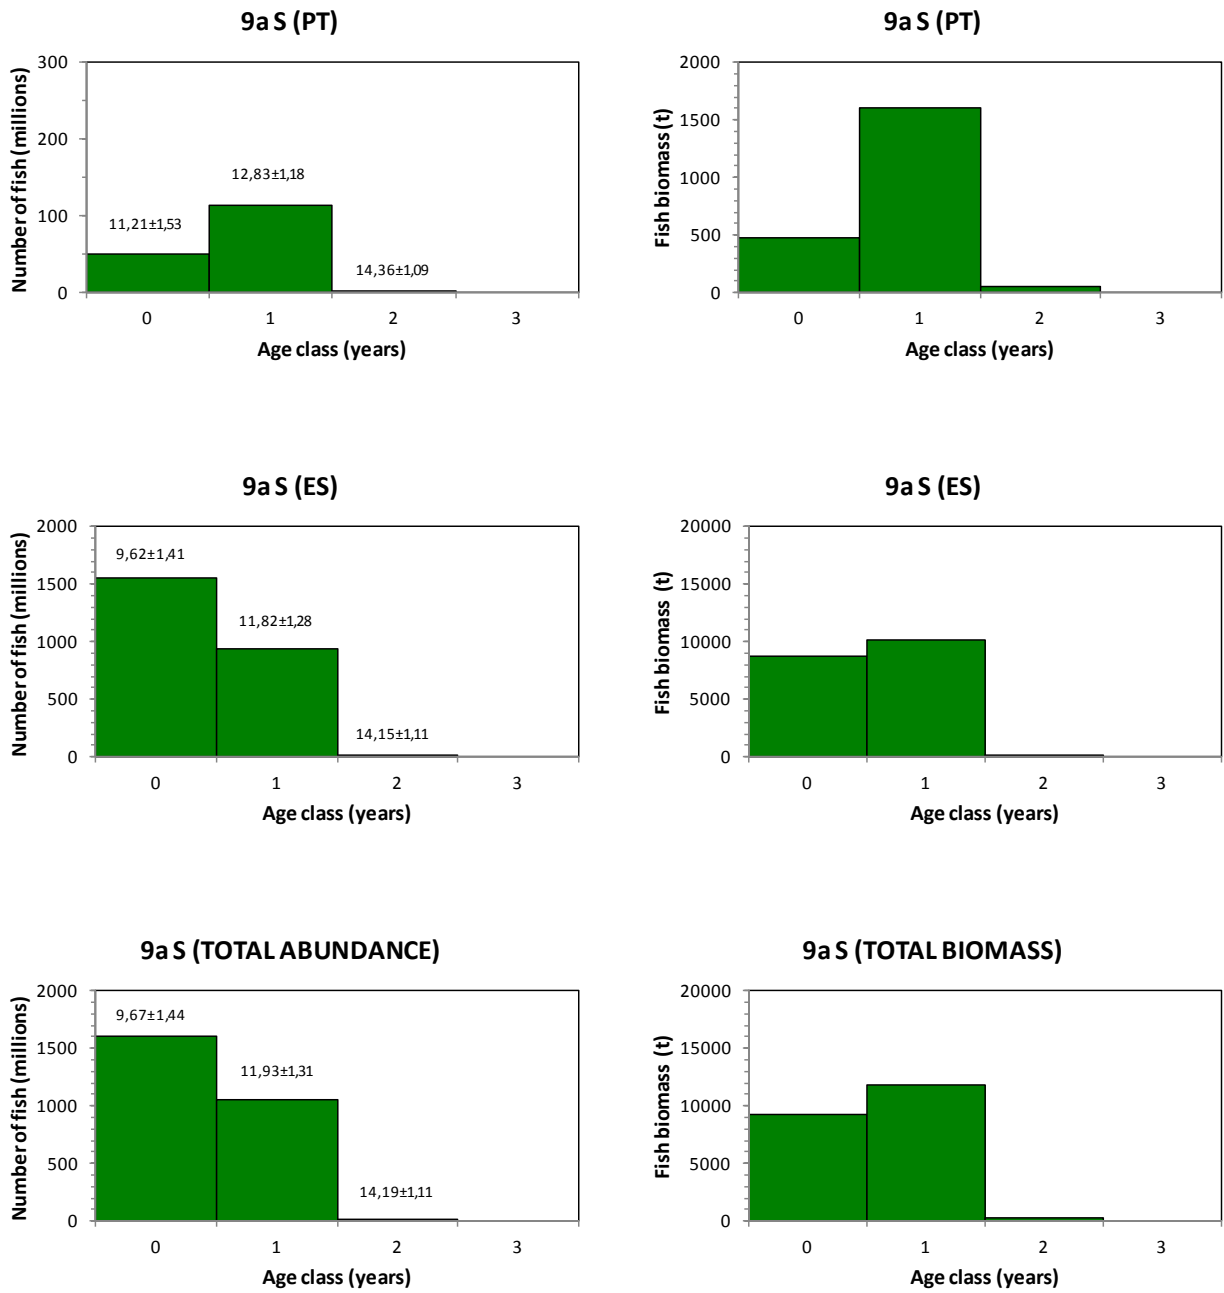 9a S (PT)
Number of fish (millions)
300
200
100
0
12,83±1,18
11,21±1,53
14,36±1,09
0 1 2 3
Age class (years)
9a S (PT)
Fish biomass (t)
2000
1500
1000
500
0
0 1 2 3
Age class (years)
9a S (ES)
Number of fish (millions)
2000
1500
1000
500
0
9,62±1,41
11,82±1,28
14,15±1,11
0 1 2 3
Age class (years)
9a S (ES)
Fish biomass (t)
20000
15000
10000
5000
0
0 1 2 3
Age class (years)
9a S (TOTAL ABUNDANCE)
Number of fish (millions)
2000
1500
1000
500
0
9,67±1,44
11,93±1,31
14,19±1,11
0 1 2 3
Age class (years)
9a S (TOTAL BIOMASS)
Fish biomass (t)
20000
15000
10000
5000
0
0 1 2 3
Age class (years)